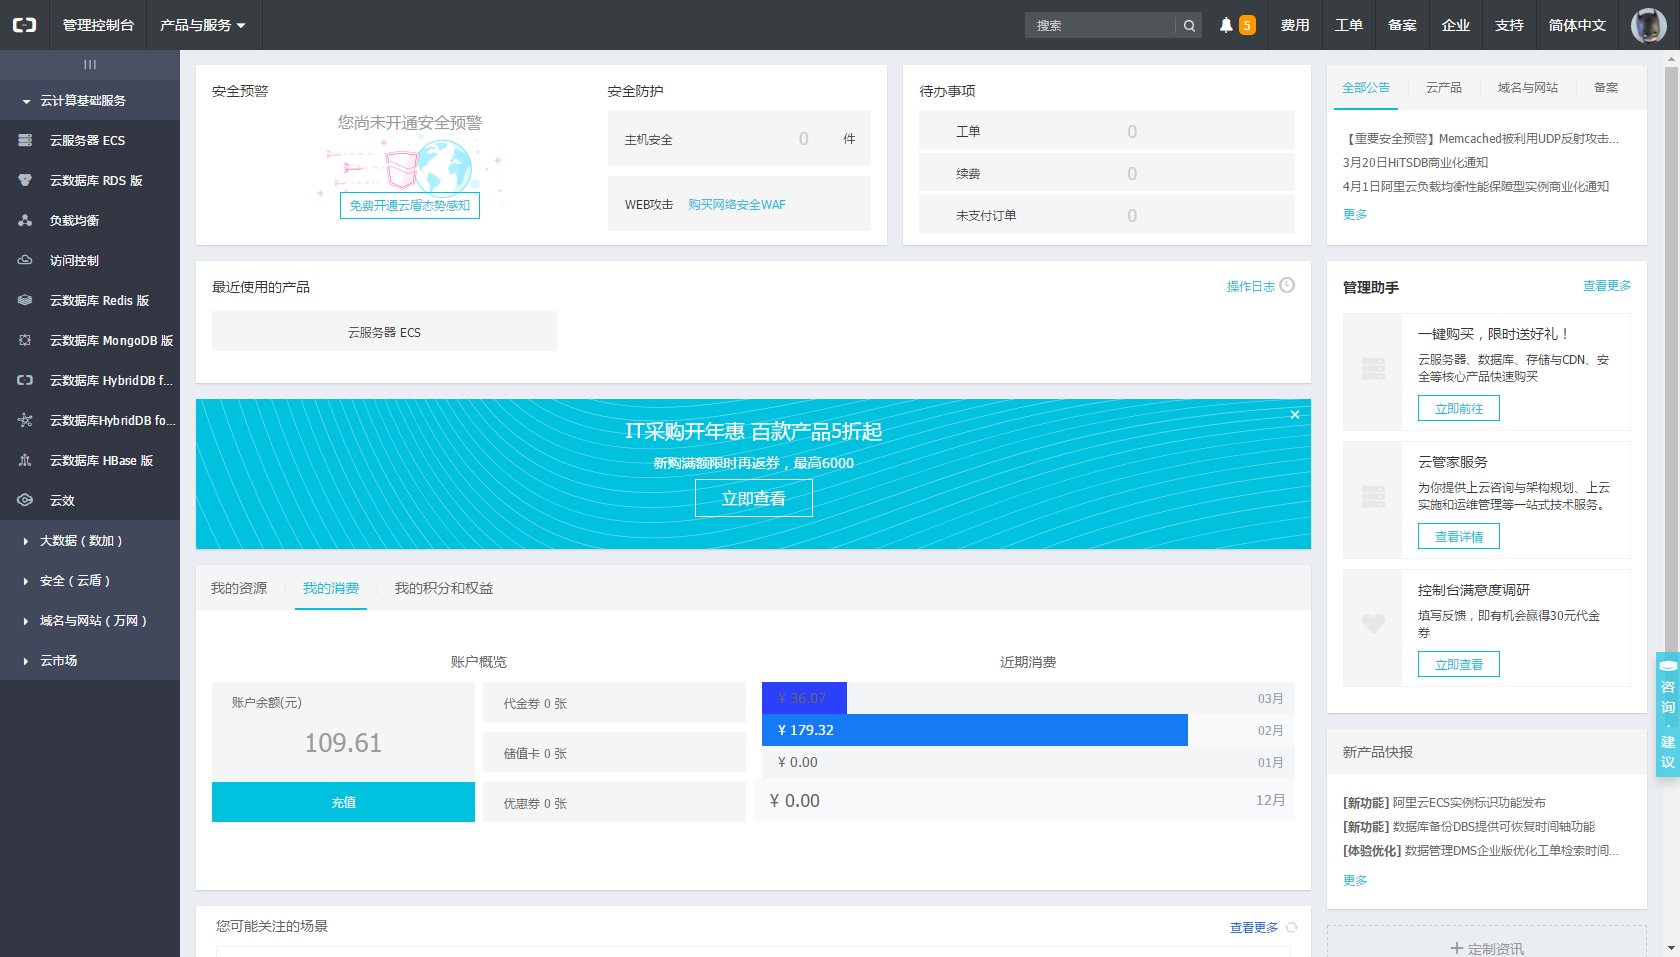 管理控制台
产品与服务
搜索
5
费用
工单
备案
企业
支持
简体中文
云计算基础服务
云服务器 ECS
云数据库 RDS 版
负载均衡
访问控制
云数据库 Redis 版
云数据库 MongoDB 版
云数据库 HybridDB f...
云数据库HybridDB fo...
云数据库 HBase 版
云效
大数据（数加）
安全（云盾）
域名与网站（万网）
云市场
安全预警
您尚未开通安全预警
免费开通云盾态势感知
安全防护
主机安全 0 件
WEB攻击 购买网络安全WAF
待办事项
工单 0
续费 0
未支付订单 0
最近使用的产品
操作日志
云服务器 ECS
IT采购开年惠 百款产品5折起
新购满额限时再返券，最高6000
立即查看
×
我的资源
我的消费
我的积分和权益
账户概览
账户余额(元)
109.61
充值
代金券 0 张
储值卡 0 张
优惠券 0 张
近期消费
¥ 36.07 03月
¥ 179.32 02月
¥ 0.00 01月
¥ 0.00 12月
您可能关注的场景
查看更多
全部公告
云产品
域名与网站
备案
【重要安全预警】Memcached被利用UDP反射攻击...
3月20日HiTSDB商业化通知
4月1日阿里云负载均衡性能保障型实例商业化通知
更多
管理助手
查看更多
一键购买，限时送好礼！
云服务器、数据库、存储与CDN、安
全等核心产品快速购买
立即前往
云管家服务
为你提供上云咨询与架构规划、上云
实施和运维管理等一站式技术服务。
查看详情
控制台满意度调研
填写反馈，即有机会赢得30元代金
券
立即查看
新产品快报
[新功能] 阿里云ECS实例标识功能发布
[新功能] 数据库备份DBS提供可恢复时间轴功能
[体验优化] 数据管理DMS企业版优化工单检索时间...
更多
定制资讯
咨询·建议